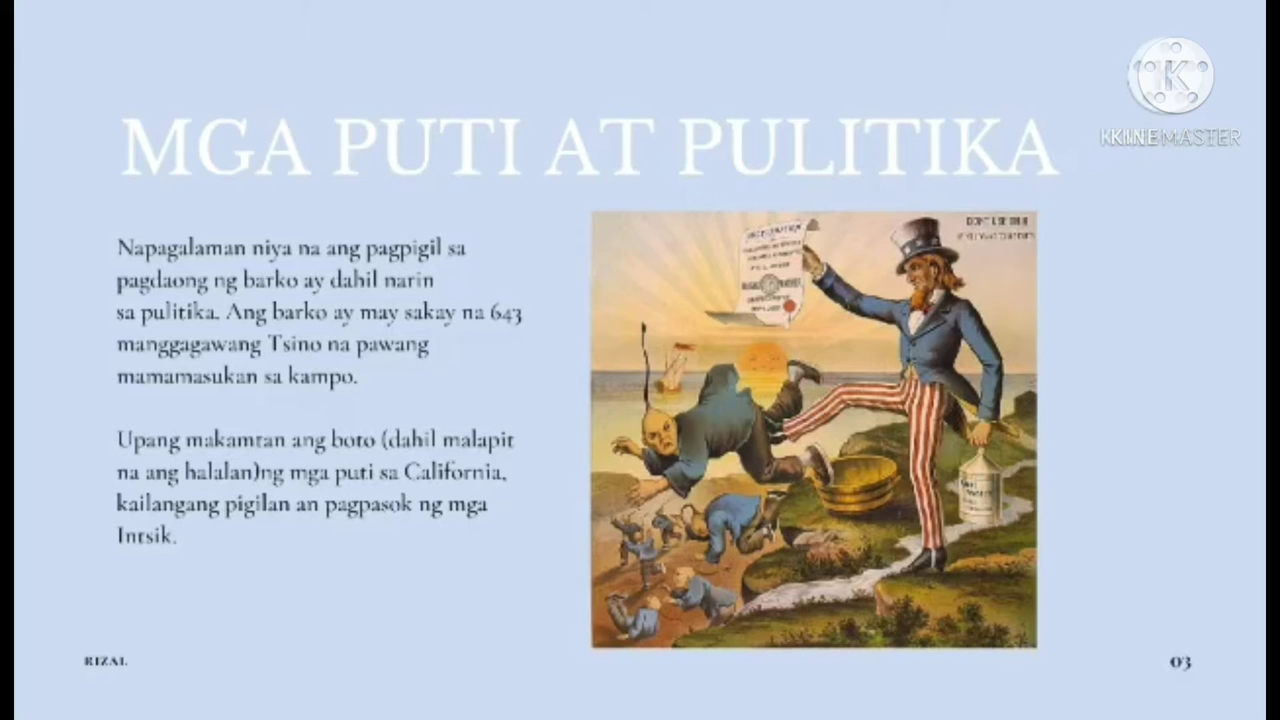 KINEMASTER
MGA PUTI AT PULITIKA
Napagalaman niya na ang pagpigil sa
pagdaong ng barko ay dahil narin
sa pulitika. Ang barko ay may sakay na 643
manggagawang Tsino na pawang
mamamasukan sa kampo.
Upang makamtan ang boto (dahil malapit
na ang halalan)ng mga puti sa California,
kailangang pigilan an pagpasok ng mga
Intsik.
RIZAL
03